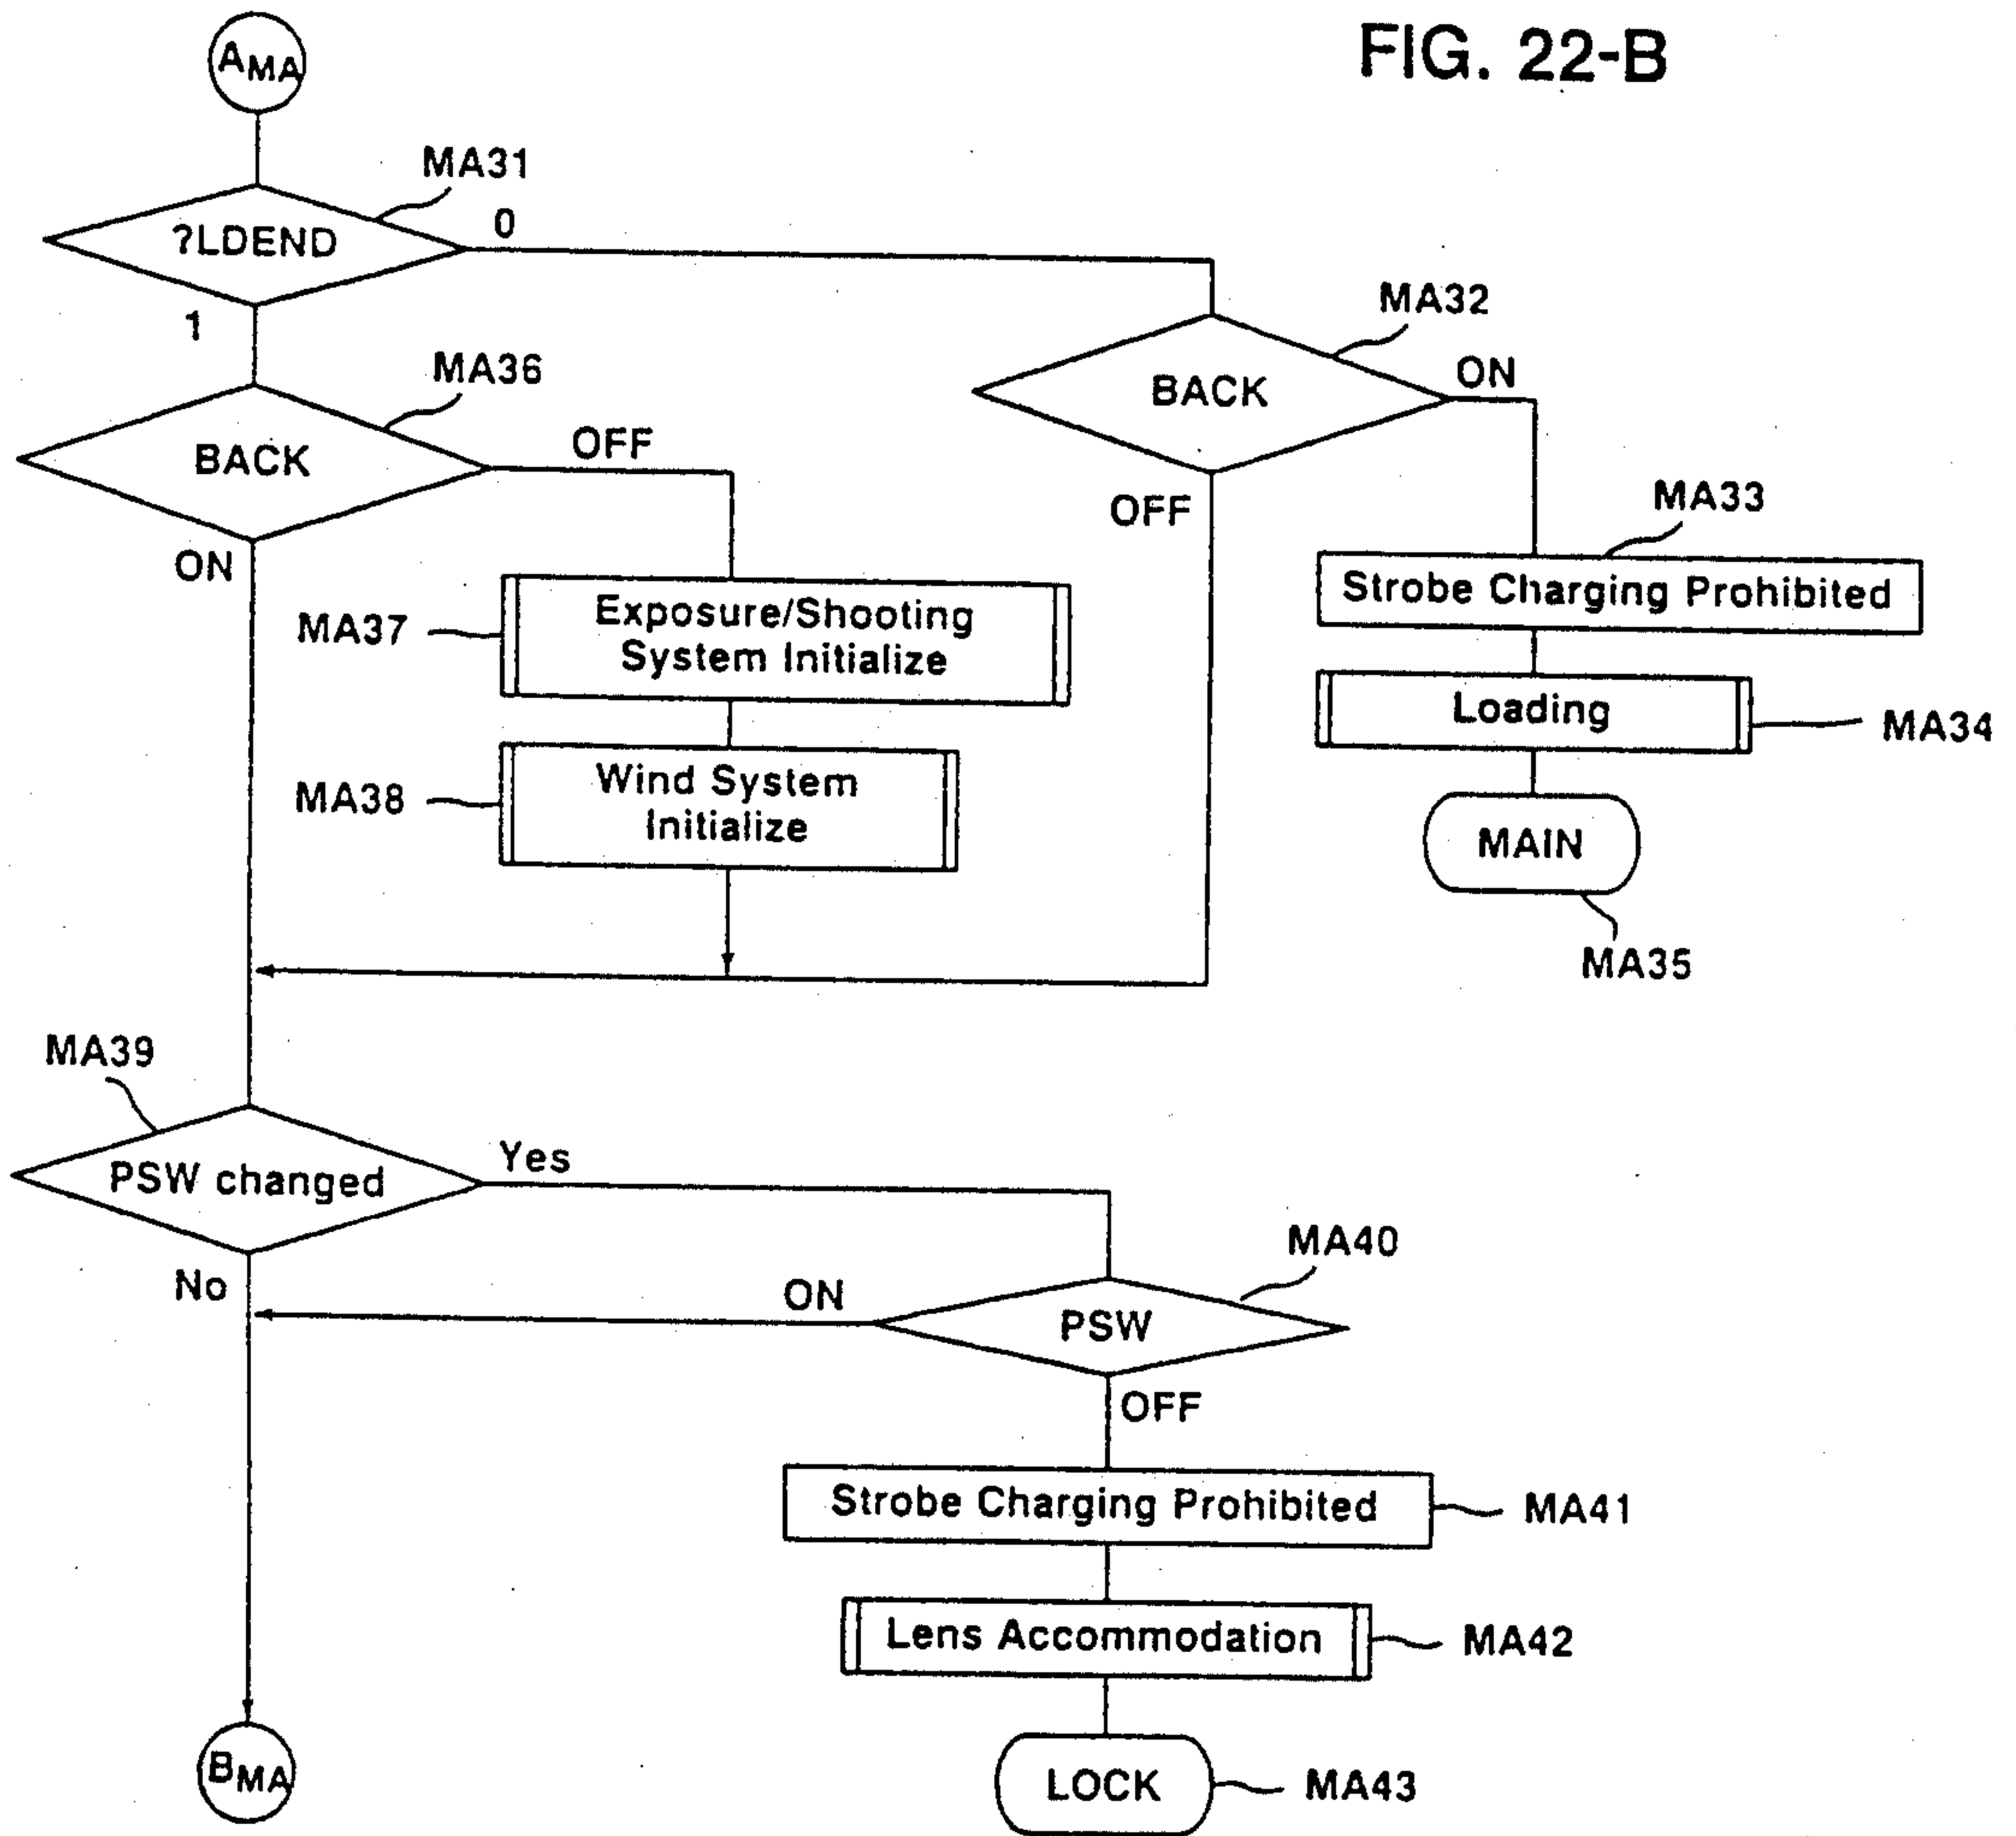 FIG. 22-B
AMA
MA31
?LDEND
0
1
MA32
BACK
ON
OFF
MA36
BACK
OFF
ON
MA33
Strobe Charging Prohibited
MA37
Exposure/Shooting
System Initialize
Loading
MA34
MA38
Wind System
Initialize
MAIN
MA35
MA39
PSW changed
Yes
No
MA40
PSW
ON
OFF
Strobe Charging Prohibited
MA41
Lens Accommodation
MA42
BMA
LOCK
MA43